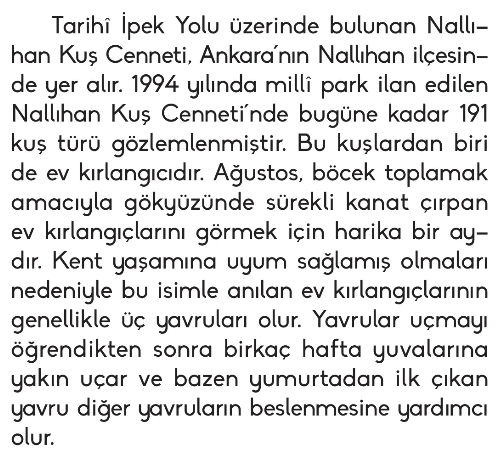 Tarihî İpek Yolu üzerinde bulunan Nallı-
han Kuş Cenneti, Ankara'nın Nallıhan ilçesin-
de yer alır. 1994 yılında millî park ilan edilen
Nallıhan Kuş Cenneti'nde bugüne kadar 191
kuş türü gözlemlenmiştir. Bu kuşlardan biri
de ev kırlangıcıdır. Ağustos, böcek toplamak
amacıyla gökyüzünde sürekli kanat çırpan
ev kırlangıçlarını görmek için harika bir ay-
dır. Kent yaşamına uyum sağlamış olmaları
nedeniyle bu isimle anılan ev kırlangıçlarının
genellikle üç yavruları olur. Yavrular uçmayı
öğrendikten sonra birkaç hafta yuvalarına
yakın uçar ve bazen yumurtadan ilk çıkan
yavru diğer yavruların beslenmesine yardımcı
olur.